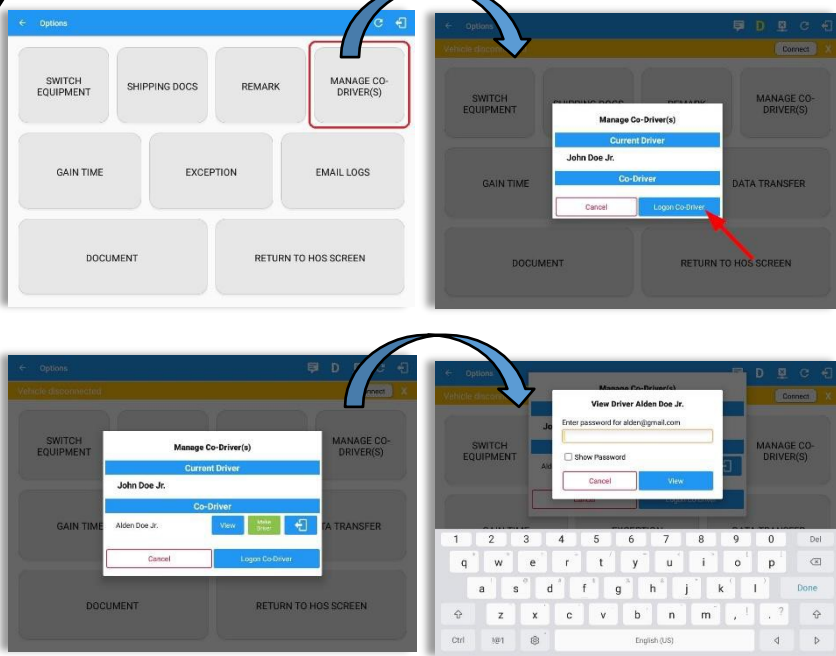 Options
SWITCH
EQUIPMENT
SHIPPING DOCS
REMARK
MANAGE CO-
DRIVER(S)
GAIN TIME
EXCEPTION
EMAIL LOGS
DOCUMENT
RETURN TO HOS SCREEN
Options
D
Vehicle disconnected
Connect
X
SWITCH
EQUIPMENT
SHIPPING DOCS
REMARK
MANAGE CO-
DRIVER(S)
Manage Co-Driver(s)
Current Driver
John Doe Jr.
Co-Driver
Cancel
Logon Co-Driver
GAIN TIME
DATA TRANSFER
DOCUMENT
RETURN TO HOS SCREEN
Options
D
Vehicle disconnected
X
SWITCH
EQUIPMENT
MANAGE CO-
DRIVER(S)
Manage Co-Driver(s)
Current Driver
John Doe Jr.
Co-Driver
Alden Doe Jr.
View
Make
Driver
Cancel
Logon Co-Driver
GAIN TIME
TA TRANSFER
DOCUMENT
RETURN TO HOS SCREEN
Options
D
Connect
X
Manage Co-Driver(s)
View Driver Alden Doe Jr.
Enter password for alden@gmail.com
Show Password
Cancel
View
SWITCH
EQUIPMENT
MANAGE CO-
DRIVER(S)
1 2 3 4 5 6 7 8 9 0 Del
q w e r t y u i o p
a s d f g h j k l Done
z x c v b n m , ! . ?
Ctrl !@1 English (US)